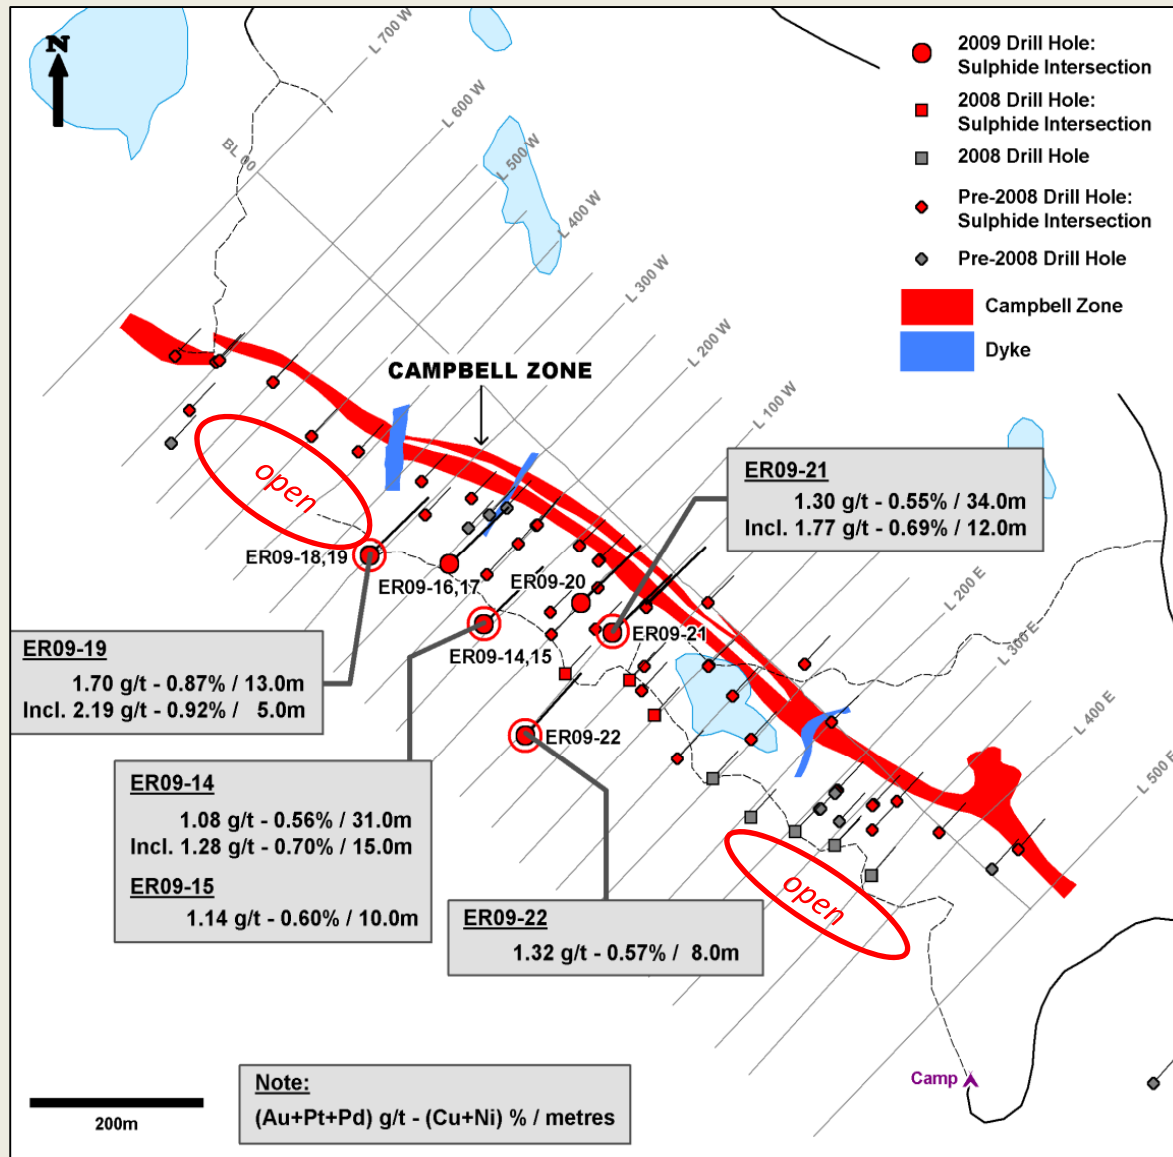 N
L 700 W
L 600 W
L 500 W
L 400 W
L 300 W
L 200 W
L 100 W
BL 00
2009 Drill Hole:
Sulphide Intersection
2008 Drill Hole:
Sulphide Intersection
2008 Drill Hole
Pre-2008 Drill Hole:
Sulphide Intersection
Pre-2008 Drill Hole
Campbell Zone
Dyke
CAMPBELL ZONE
open
ER09-21
1.30 g/t - 0.55% / 34.0m
Incl. 1.77 g/t - 0.69% / 12.0m
ER09-18,19
ER09-16,17
ER09-20
ER09-21
ER09-14,15
ER09-22
L 200 E
L 300 E
L 400 E
L 500 E
ER09-19
1.70 g/t - 0.87% / 13.0m
Incl. 2.19 g/t - 0.92% / 5.0m
ER09-14
1.08 g/t - 0.56% / 31.0m
Incl. 1.28 g/t - 0.70% / 15.0m
ER09-15
1.14 g/t - 0.60% / 10.0m
ER09-22
1.32 g/t - 0.57% / 8.0m
open
Camp
200m
Note:
(Au+Pt+Pd) g/t - (Cu+Ni) % / metres